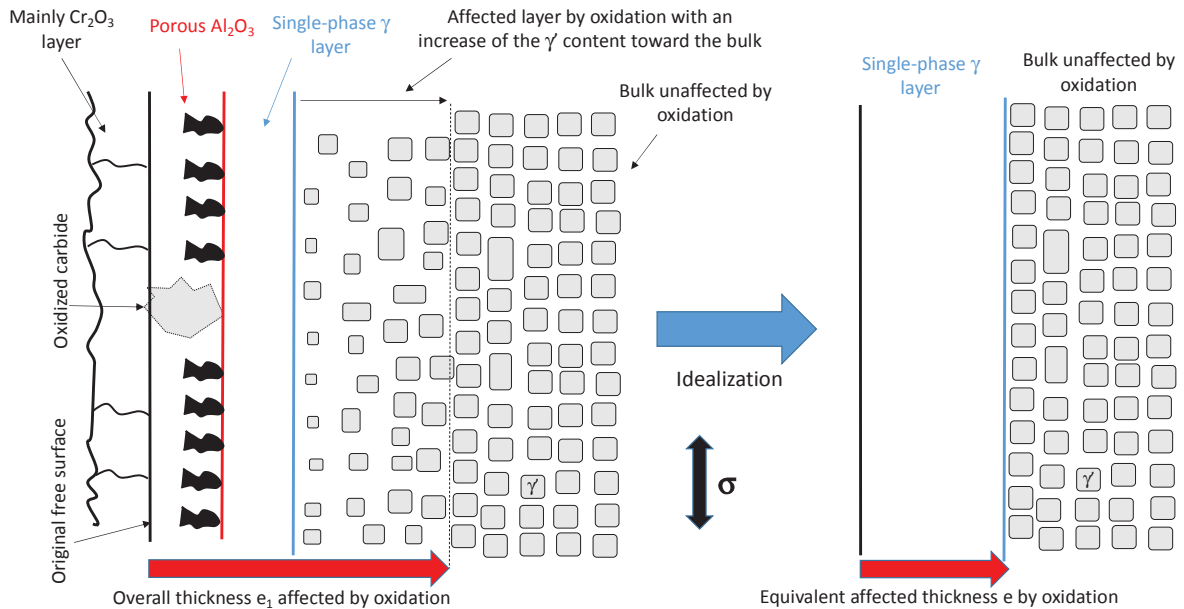 Mainly Cr₂O₃
layer
Porous Al₂O₃
Single-phase γ
layer
Affected layer by oxidation with an
increase of the γ′ content toward the bulk
Bulk unaffected by
oxidation
Oxidized carbide
Original free surface
γ′
Overall thickness e₁ affected by oxidation
Idealization
σ
Single-phase γ
layer
Bulk unaffected by
oxidation
γ′
Equivalent affected thickness e by oxidation